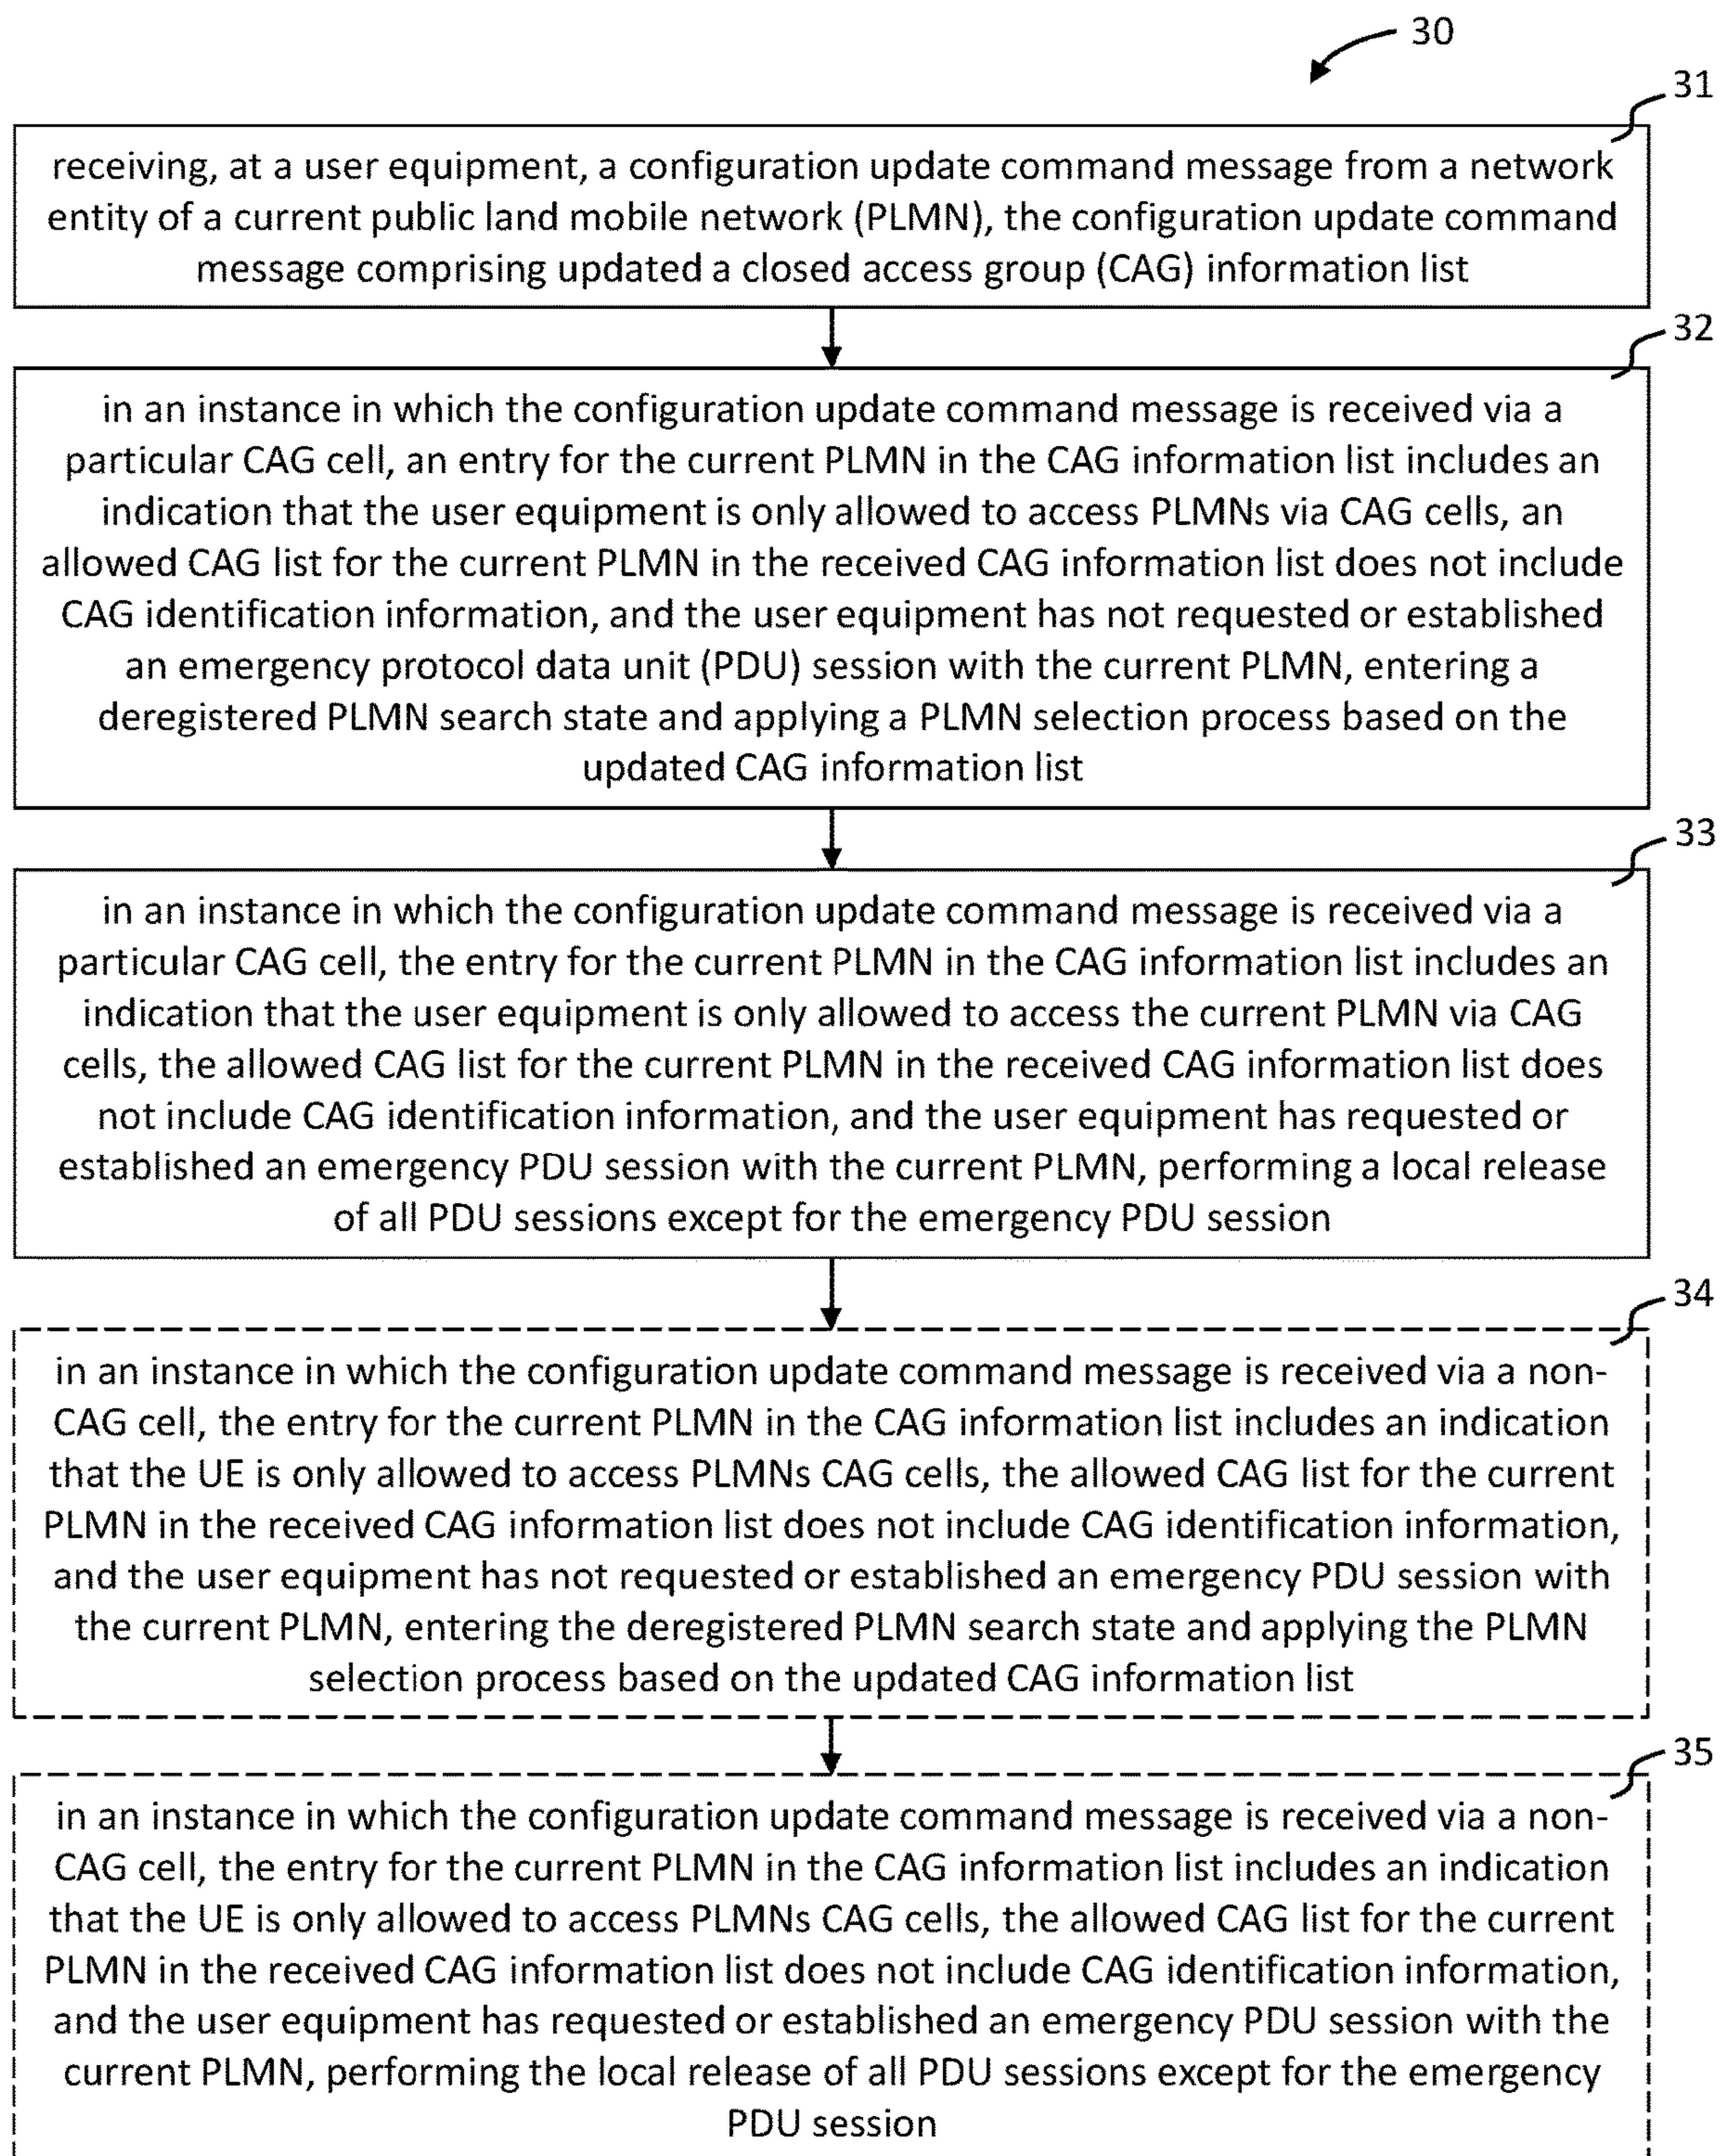 30
31
receiving, at a user equipment, a configuration update command message from a network
entity of a current public land mobile network (PLMN), the configuration update command
message comprising updated a closed access group (CAG) information list
32
in an instance in which the configuration update command message is received via a
particular CAG cell, an entry for the current PLMN in the CAG information list includes an
indication that the user equipment is only allowed to access PLMNs via CAG cells, an
allowed CAG list for the current PLMN in the received CAG information list does not include
CAG identification information, and the user equipment has not requested or established
an emergency protocol data unit (PDU) session with the current PLMN, entering a
deregistered PLMN search state and applying a PLMN selection process based on the
updated CAG information list
33
in an instance in which the configuration update command message is received via a
particular CAG cell, the entry for the current PLMN in the CAG information list includes an
indication that the user equipment is only allowed to access the current PLMN via CAG
cells, the allowed CAG list for the current PLMN in the received CAG information list does
not include CAG identification information, and the user equipment has requested or
established an emergency PDU session with the current PLMN, performing a local release
of all PDU sessions except for the emergency PDU session
34
in an instance in which the configuration update command message is received via a non-
CAG cell, the entry for the current PLMN in the CAG information list includes an indication
that the UE is only allowed to access PLMNs CAG cells, the allowed CAG list for the current
PLMN in the received CAG information list does not include CAG identification information,
and the user equipment has not requested or established an emergency PDU session with
the current PLMN, entering the deregistered PLMN search state and applying the PLMN
selection process based on the updated CAG information list
35
in an instance in which the configuration update command message is received via a non-
CAG cell, the entry for the current PLMN in the CAG information list includes an indication
that the UE is only allowed to access PLMNs CAG cells, the allowed CAG list for the current
PLMN in the received CAG information list does not include CAG identification information,
and the user equipment has requested or established an emergency PDU session with the
current PLMN, performing the local release of all PDU sessions except for the emergency
PDU session